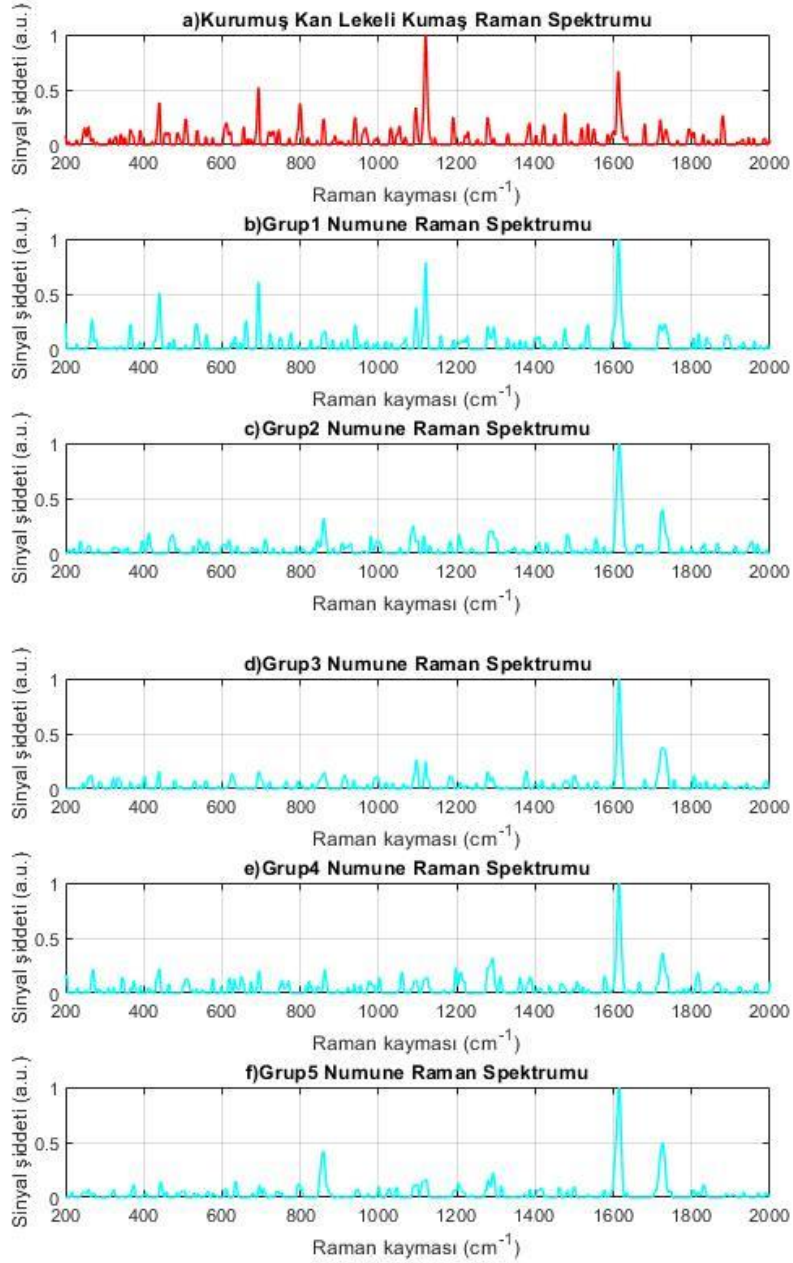 a)Kurumuş Kan Lekeli Kumaş Raman Spektrumu
Sinyal şiddeti (a.u.)
1
0.5
0
200 400 600 800 1000 1200 1400 1600 1800 2000
Raman kayması (cm⁻¹)
b)Grup1 Numune Raman Spektrumu
Sinyal şiddeti (a.u.)
1
0.5
0
200 400 600 800 1000 1200 1400 1600 1800 2000
Raman kayması (cm⁻¹)
c)Grup2 Numune Raman Spektrumu
Sinyal şiddeti (a.u.)
1
0.5
0
200 400 600 800 1000 1200 1400 1600 1800 2000
Raman kayması (cm⁻¹)
d)Grup3 Numune Raman Spektrumu
Sinyal şiddeti (a.u.)
1
0.5
0
200 400 600 800 1000 1200 1400 1600 1800 2000
Raman kayması (cm⁻¹)
e)Grup4 Numune Raman Spektrumu
Sinyal şiddeti (a.u.)
1
0.5
0
200 400 600 800 1000 1200 1400 1600 1800 2000
Raman kayması (cm⁻¹)
f)Grup5 Numune Raman Spektrumu
Sinyal şiddeti (a.u.)
1
0.5
0
200 400 600 800 1000 1200 1400 1600 1800 2000
Raman kayması (cm⁻¹)